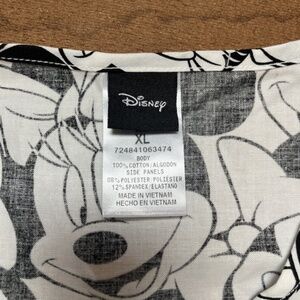 Disney
XL
724841063474
BODY
100% COTTON/ALGODON
SIDE PANELS
88% POLYESTER POLIÉSTER
12% SPANDEX/ELASTANO
MADE IN VIETNAM
HECHO EN VIETNAM